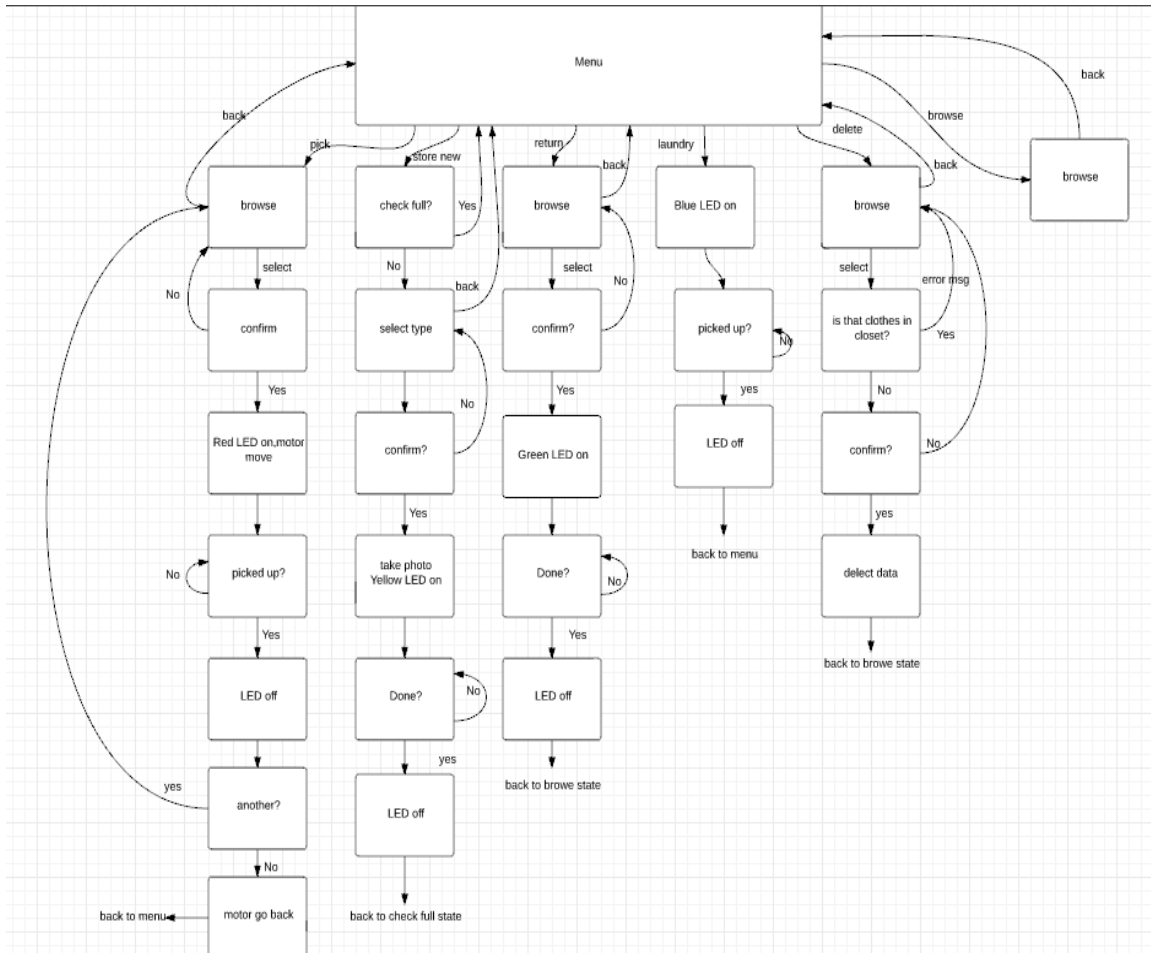 Menu
back
back
browse
pick
store new
return
back
laundry
delete
back
browse
browse
check full?
Yes
browse
Blue LED on
browse
select
No
back
select
No
select
error msg
No
confirm
select type
confirm?
picked up?
No
is that clothes in
closet?
Yes
Yes
No
Yes
yes
No
Red LED on,motor
move
confirm?
Green LED on
LED off
confirm?
No
Yes
yes
back to menu
No
picked up?
take photo
Yellow LED on
Done?
No
delect data
Yes
Yes
back to browe state
LED off
Done?
No
LED off
yes
yes
back to browe state
another?
LED off
No
back to menu
motor go back
back to check full state